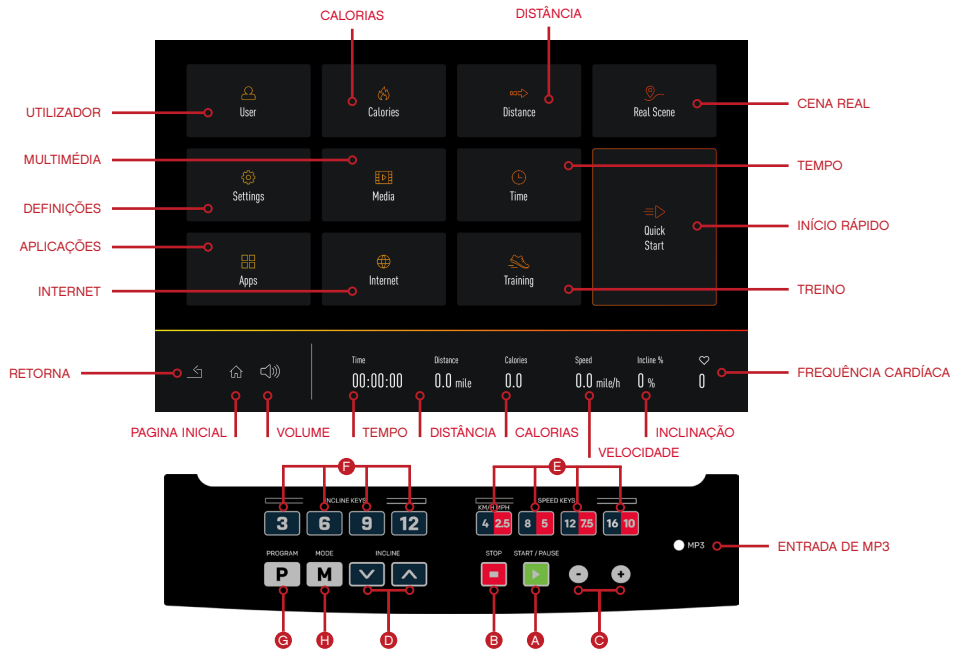 CALORIAS
DISTÂNCIA
User
Calories
Distance
Real Scene
UTILIZADOR
CENA REAL
MULTIMÉDIA
TEMPO
Settings
Media
Time
DEFINIÇÕES
Quick
Start
INÍCIO RÁPIDO
APLICAÇÕES
Apps
Internet
Training
INTERNET
TREINO
Time
Distance
Calories
Speed
Incline %
00:00:00
0.0 mile
0.0
0.0 mile/h
0 %
0
RETORNA
FREQUÊNCIA CARDÍACA
PAGINA INICIAL
VOLUME
TEMPO
DISTÂNCIA
CALORIAS
VELOCIDADE
INCLINAÇÃO
F
E
INCLINE KEYS
KM/H MPH
SPEED KEYS
3
6
9
12
4 2.5
8 5
12 7.5
16 10
MP3
ENTRADA DE MP3
PROGRAM
MODE
INCLINE
STOP
START / PAUSE
P
M
- +
G
H
D
B
A
C